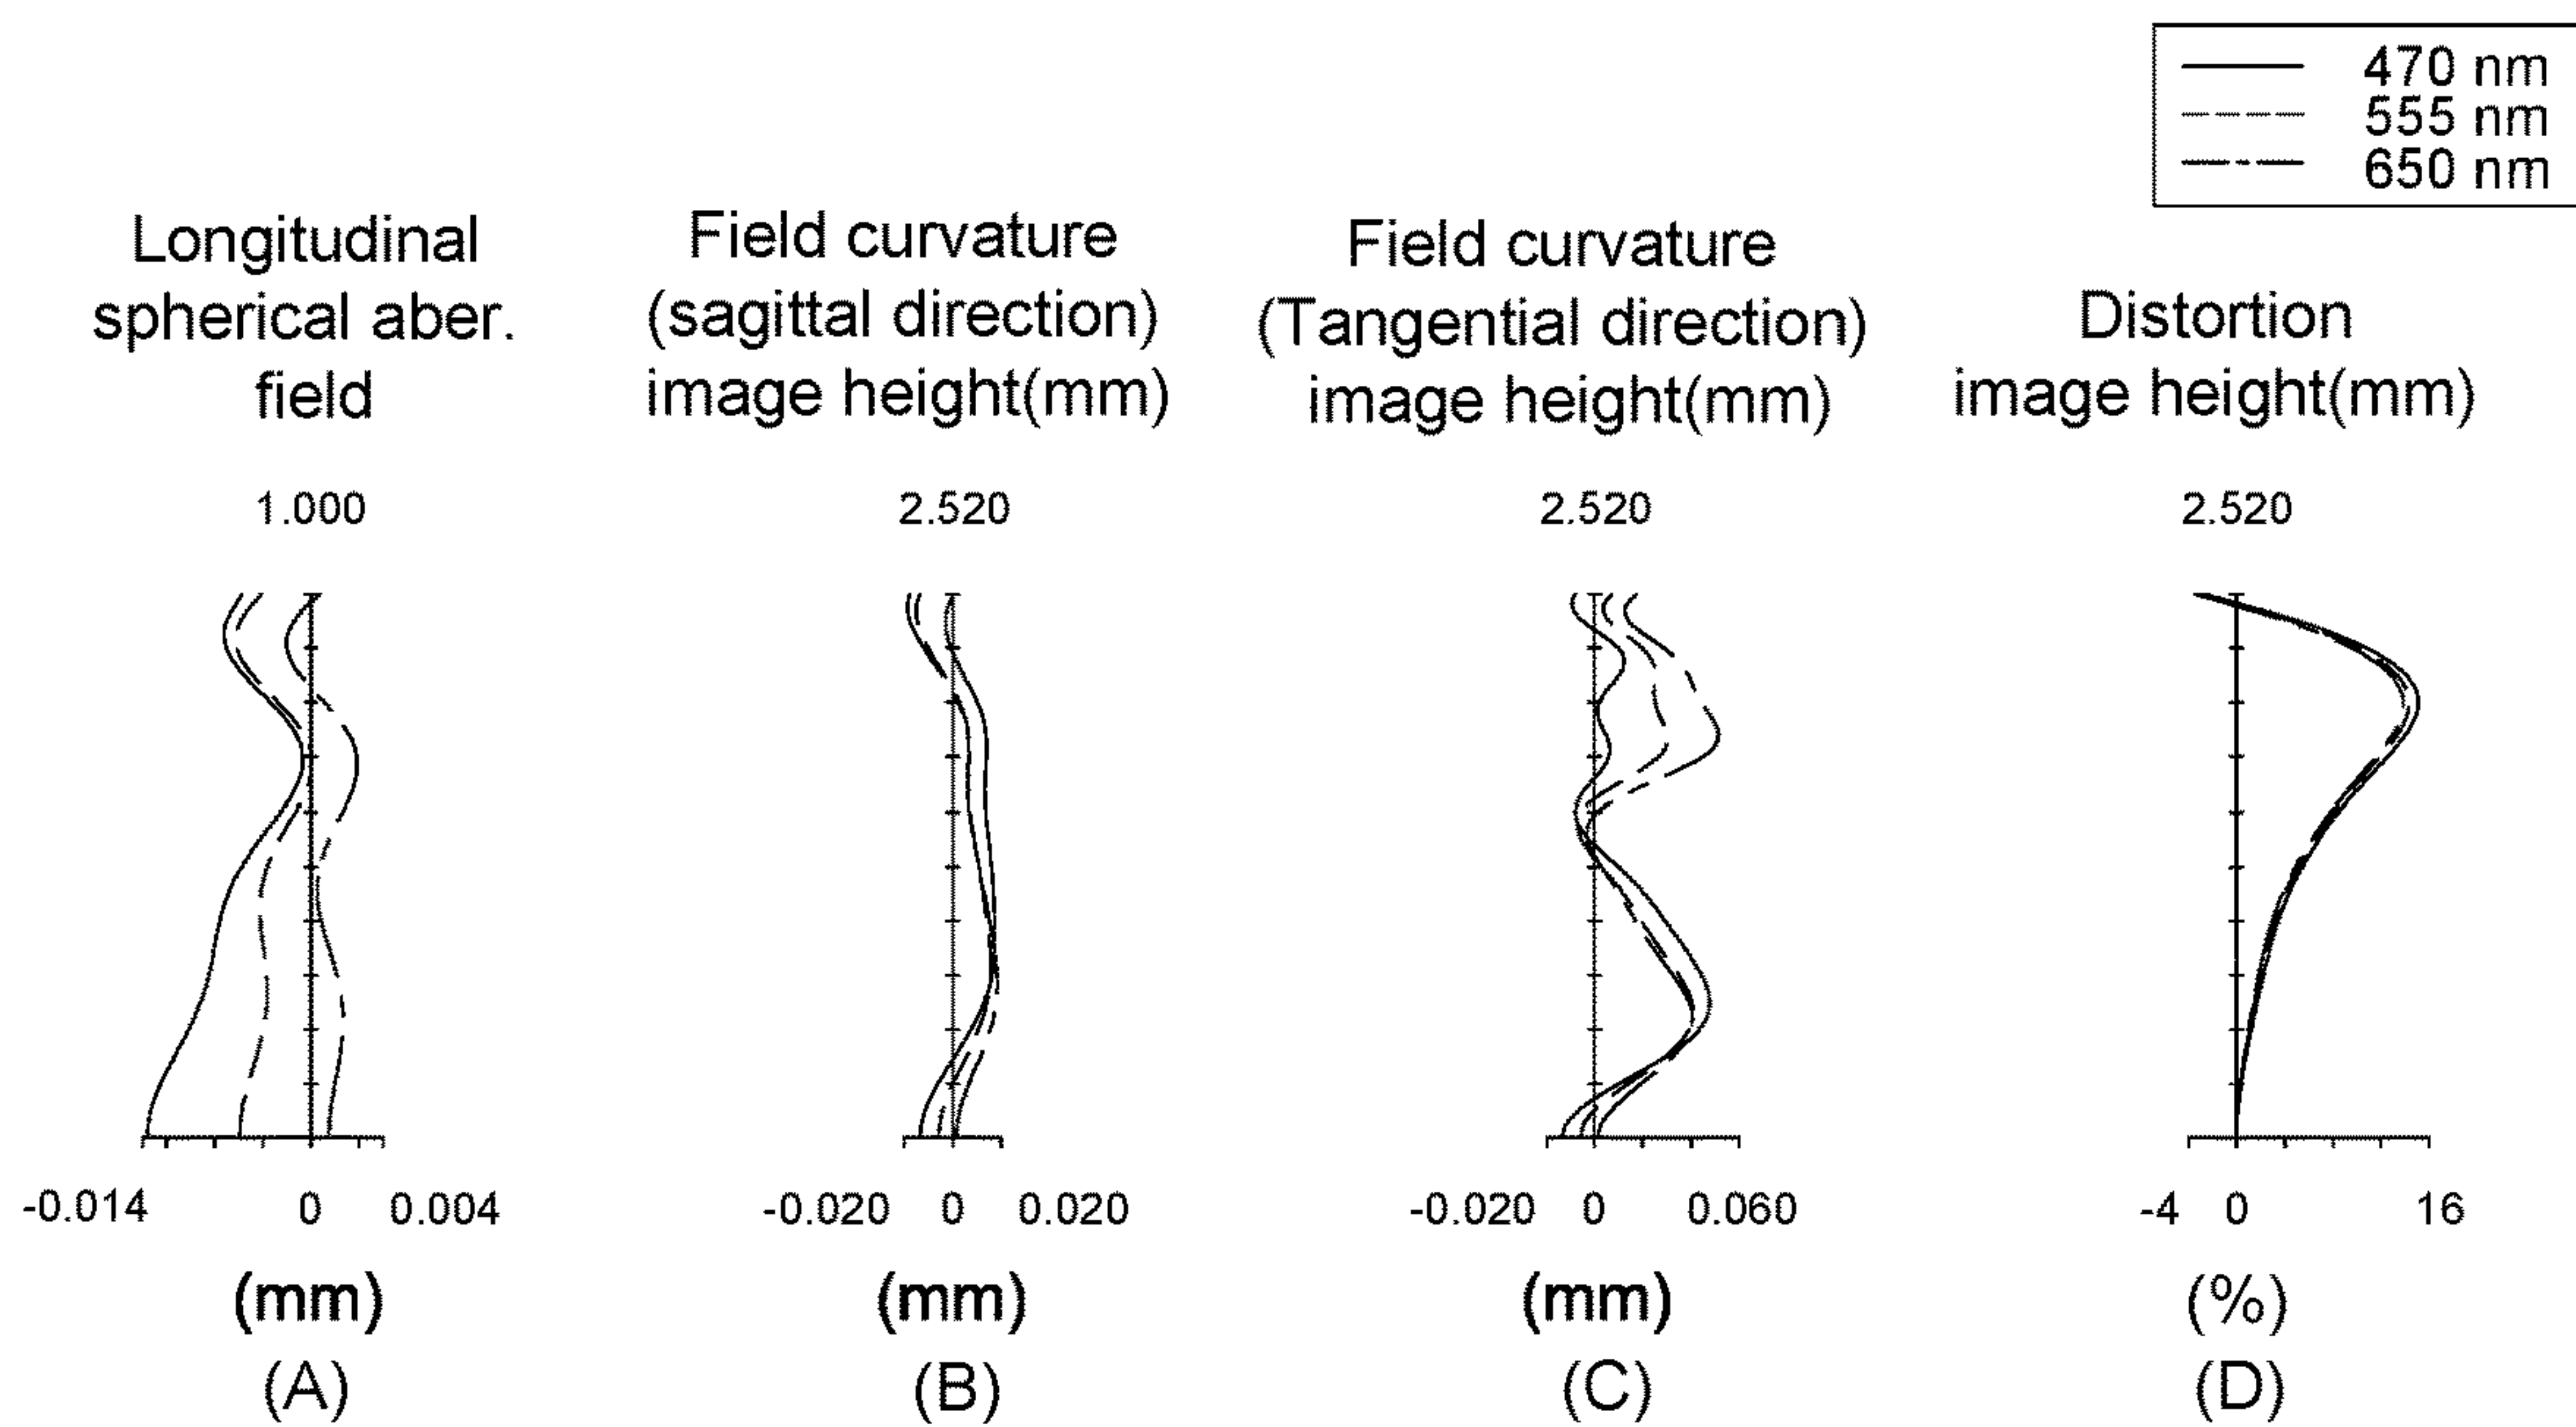 470 nm
555 nm
650 nm
Longitudinal
spherical aber.
field
1.000
-0.014 0 0.004
(mm)
(A)
Field curvature
(sagittal direction)
image height(mm)
2.520
-0.020 0 0.020
(mm)
(B)
Field curvature
(Tangential direction)
image height(mm)
2.520
-0.020 0 0.060
(mm)
(C)
Distortion
image height(mm)
2.520
-4 0 16
(%)
(D)